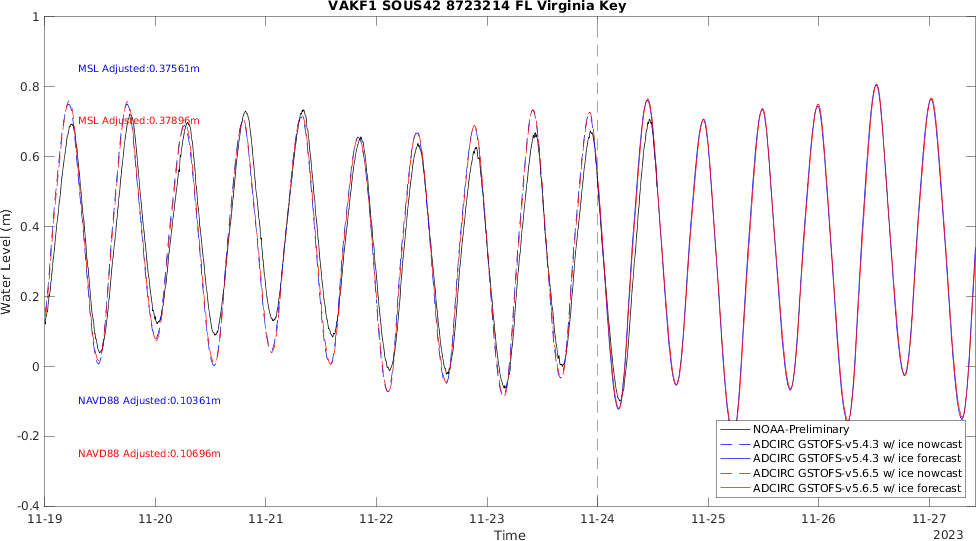 VAKF1 SOUS42 8723214 FL Virginia Key
1
0.8
0.6
0.4
0.2
0
-0.2
-0.4
Water Level (m)
MSL Adjusted:0.37561m
MSL Adjusted:0.37896m
NAVD88 Adjusted:0.10361m
NAVD88 Adjusted:0.10696m
NOAA-Preliminary
ADCIRC GSTOFS-v5.4.3 w/ ice nowcast
ADCIRC GSTOFS-v5.4.3 w/ ice forecast
ADCIRC GSTOFS-v5.6.5 w/ ice nowcast
ADCIRC GSTOFS-v5.6.5 w/ ice forecast
11-19 11-20 11-21 11-22 11-23 11-24 11-25 11-26 11-27
Time
2023